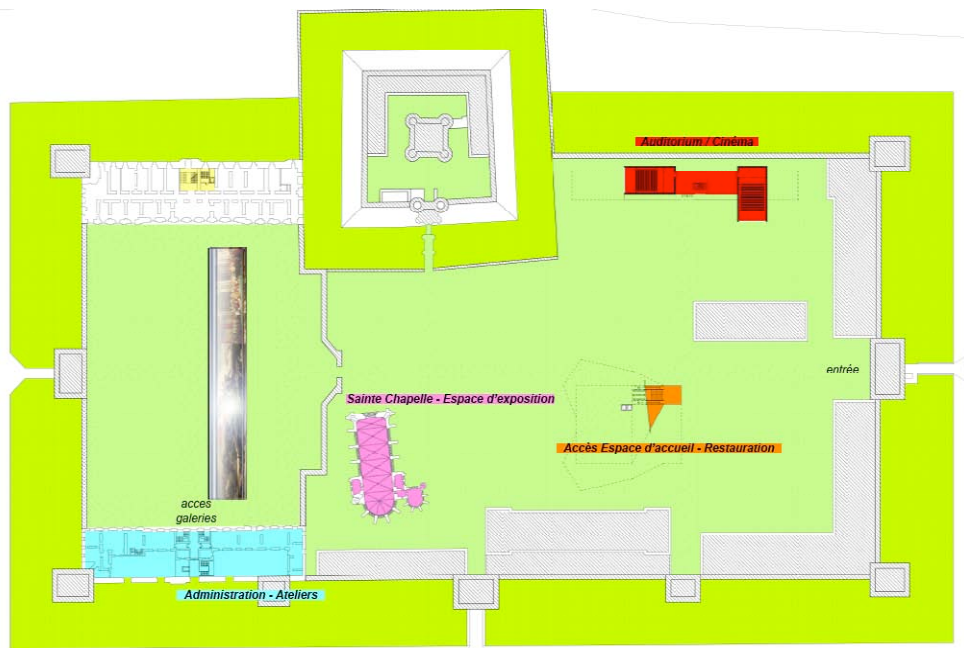 Auditorium / Cinéma
entrée
Sainte Chapelle - Espace d'exposition
Accès Espace d'accueil - Restauration
acces
galeries
Administration - Ateliers